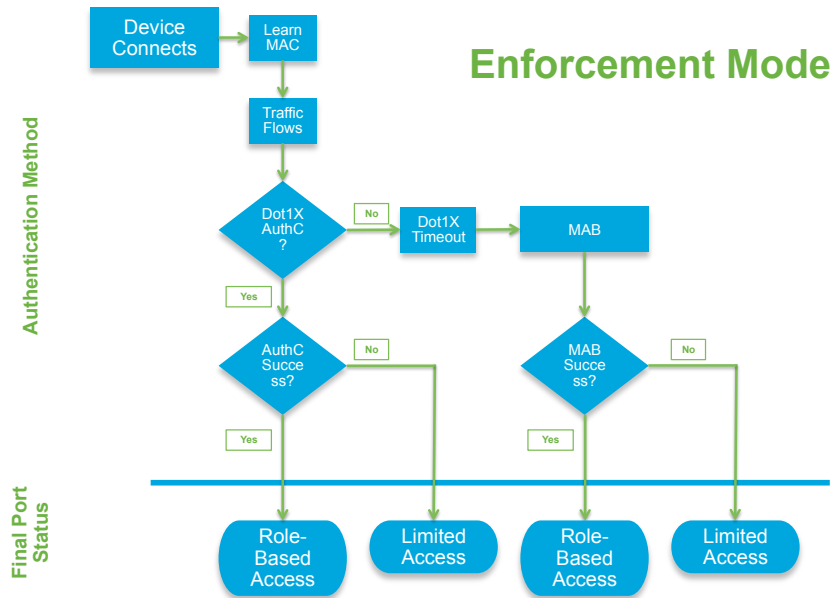 Device
Connects
Learn
MAC
Enforcement Mode
Traffic
Flows
Authentication Method
Dot1X
AuthC
?
No
Dot1X
Timeout
MAB
Yes
AuthC
Succe
ss?
No
MAB
Succe
ss?
No
Yes
Yes
Final Port
Status
Role-
Based
Access
Limited
Access
Role-
Based
Access
Limited
Access